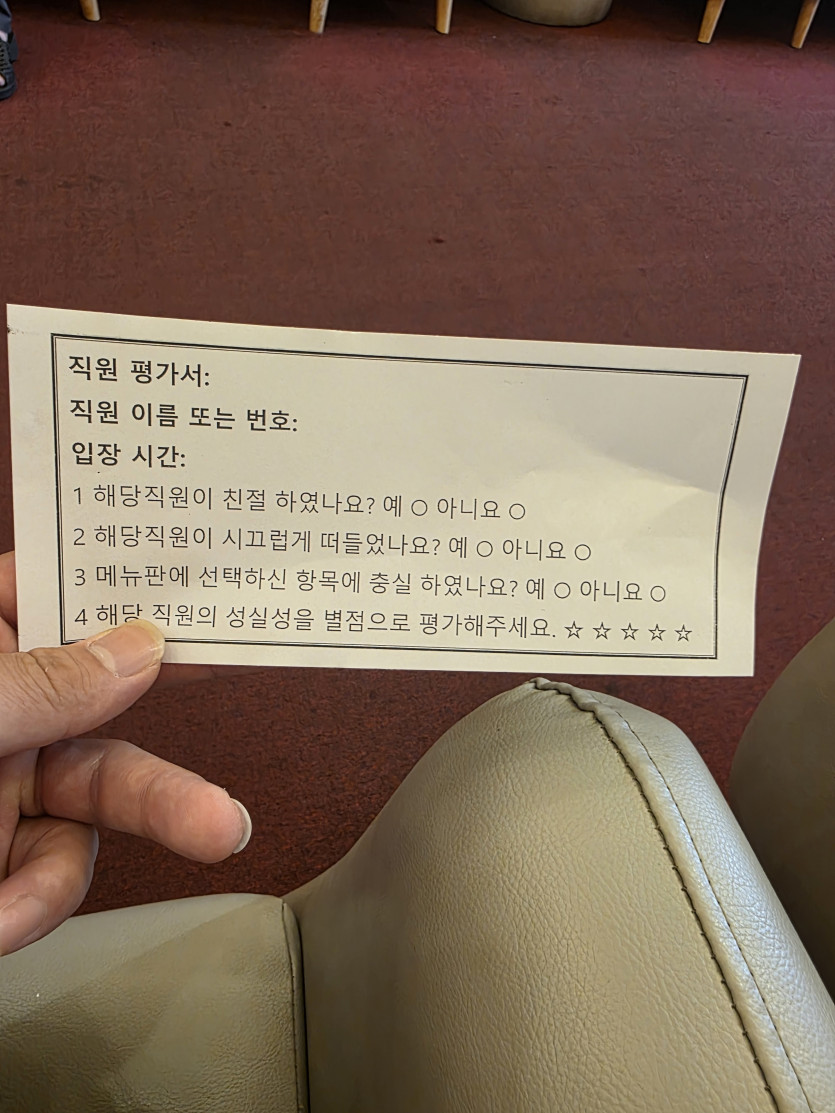 직원 평가서:
직원 이름 또는 번호:
입장 시간:
1 해당직원이 친절 하였나요? 예 ○ 아니요 ○
2 해당직원이 시끄럽게 떠들었나요? 예 ○ 아니요 ○
3 메뉴판에 선택하신 항목에 충실 하였나요? 예 ○ 아니요 ○
4 해당 직원의 성실성을 별점으로 평가해주세요. ☆ ☆ ☆ ☆ ☆